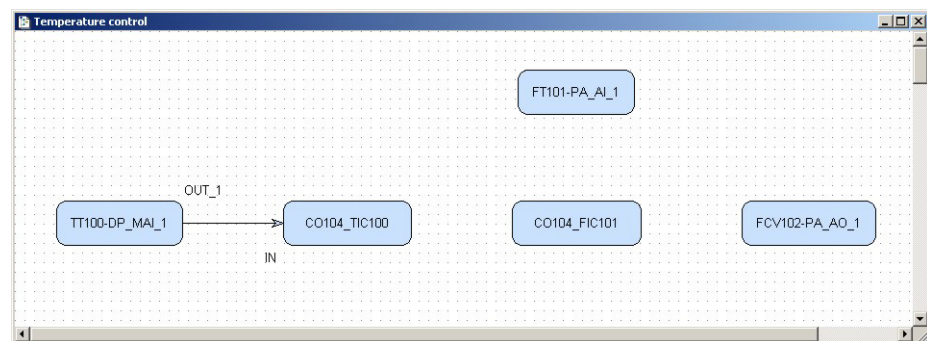 Temperature control
FT101-PA_AI_1
OUT_1
TT100-DP_MAI_1
CO104_TIC100
CO104_FIC101
FCV102-PA_AO_1
IN